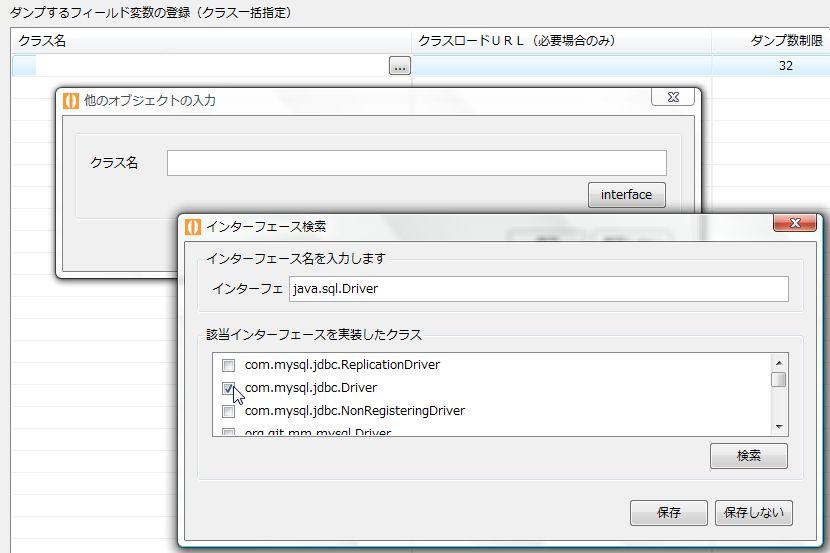 ダンプするフィールド変数の登録（クラス一括指定）
クラス名 クラスロードＵＲＬ（必要場合のみ） ダンプ数制限
... 32
他のオブジェクトの入力
クラス名
interface
インターフェース検索
インターフェース名を入力します
インターフェ java.sql.Driver
該当インターフェースを実装したクラス
com.mysql.jdbc.ReplicationDriver
com.mysql.jdbc.Driver
com.mysql.jdbc.NonRegisteringDriver
org.gjt.mm.mysql.Driver
検索
保存 保存しない